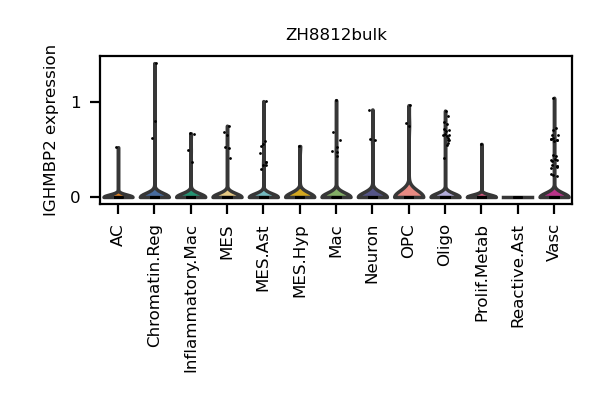 ZH8812bulk
IGHMBP2 expression
1
0
AC
Chromatin.Reg
Inflammatory.Mac
MES
MES.Ast
MES.Hyp
Mac
Neuron
OPC
Oligo
Prolif.Metab
Reactive.Ast
Vasc